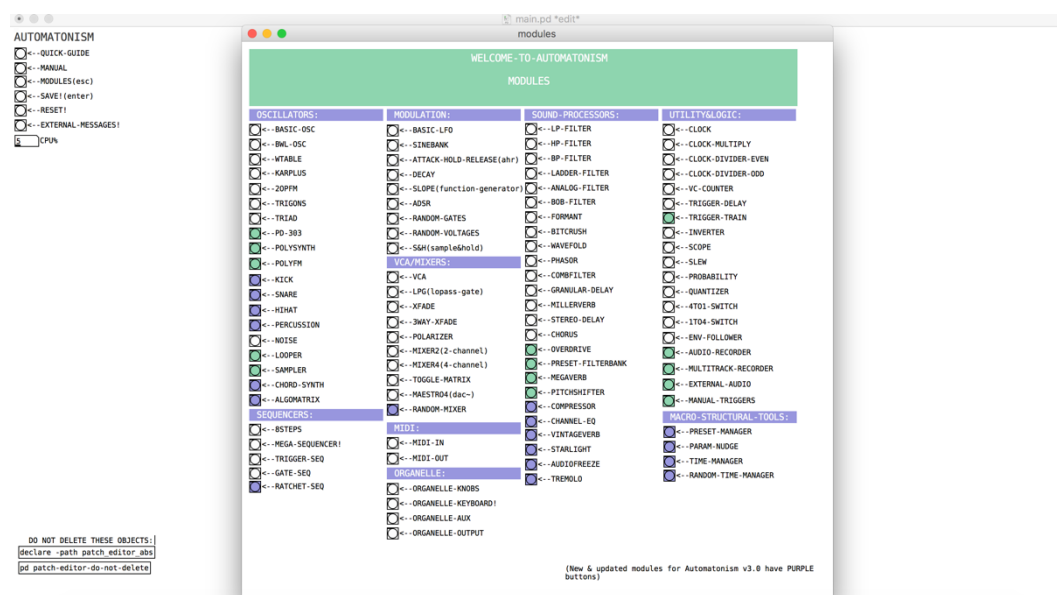 main.pd *edit*
AUTOMATONISM
<--QUICK-GUIDE
<--MANUAL
<--MODULES(esc)
<--SAVE!(enter)
<--RESET!
<--EXTERNAL-MESSAGES!
5 CPU%
DO NOT DELETE THESE OBJECTS:
declare -path patch_editor_abs
pd patch-editor-do-not-delete
modules
WELCOME-TO-AUTOMATONISM
MODULES
OSCILLATORS:
<--BASIC-OSC
<--BWL-OSC
<--WTABLE
<--KARPLUS
<--2OPFM
<--TRIGONS
<--TRIAD
<--PD-303
<--POLYSYNTH
<--POLYFM
<--KICK
<--SNARE
<--HIHAT
<--PERCUSSION
<--NOISE
<--LOOPER
<--SAMPLER
<--CHORD-SYNTH
<--ALGOMATRIX
SEQUENCERS:
<--BSTEPS
<--MEGA-SEQUENCER!
<--TRIGGER-SEQ
<--GATE-SEQ
<--RATCHET-SEQ
MODULATION:
<--BASIC-LFO
<--SINEBANK
<--ATTACK-HOLD-RELEASE(ahr)
<--DECAY
<--SLOPE(function-generator)
<--ADSR
<--RANDOM-GATES
<--RANDOM-VOLTAGES
<--S&H(sample&hold)
VCA/MIXERS:
<--VCA
<--LPG(lopass-gate)
<--XFADE
<--3WAY-XFADE
<--POLARIZER
<--MIXER2(2-channel)
<--MIXER4(4-channel)
<--TOGGLE-MATRIX
<--MAESTRO4(dac~)
<--RANDOM-MIXER
MIDI:
<--MIDI-IN
<--MIDI-OUT
ORGANELLE:
<--ORGANELLE-KNOBS
<--ORGANELLE-KEYBOARD!
<--ORGANELLE-AUX
<--ORGANELLE-OUTPUT
SOUND-PROCESSORS:
<--LP-FILTER
<--HP-FILTER
<--BP-FILTER
<--LADDER-FILTER
<--ANALOG-FILTER
<--BOB-FILTER
<--FORMANT
<--BITCRUSH
<--WAVEFOLD
<--PHASOR
<--COMBFILTER
<--GRANULAR-DELAY
<--MILLERVERB
<--STEREO-DELAY
<--CHORUS
<--OVERDRIVE
<--PRESET-FILTERBANK
<--MEGAVERB
<--PITCHSHIFTER
<--COMPRESSOR
<--CHANNEL-EQ
<--VINTAGEVERB
<--STARLIGHT
<--AUDIOFREEZE
<--TREMOLO
UTILITY&LOGIC:
<--CLOCK
<--CLOCK-MULTIPLY
<--CLOCK-DIVIDER-EVEN
<--CLOCK-DIVIDER-ODD
<--VC-COUNTER
<--TRIGGER-DELAY
<--TRIGGER-TRAIN
<--INVERTER
<--SCOPE
<--SLEW
<--PROBABILITY
<--QUANTIZER
<--4TO1-SWITCH
<--1TO4-SWITCH
<--ENV-FOLLOWER
<--AUDIO-RECORDER
<--MULTITRACK-RECORDER
<--EXTERNAL-AUDIO
<--MANUAL-TRIGGERS
MACRO-STRUCTURAL-TOOLS:
<--PRESET-MANAGER
<--PARAM-NUDGE
<--TIME-MANAGER
<--RANDOM-TIME-MANAGER
(New & updated modules for Automatonism v3.0 have PURPLE
buttons)